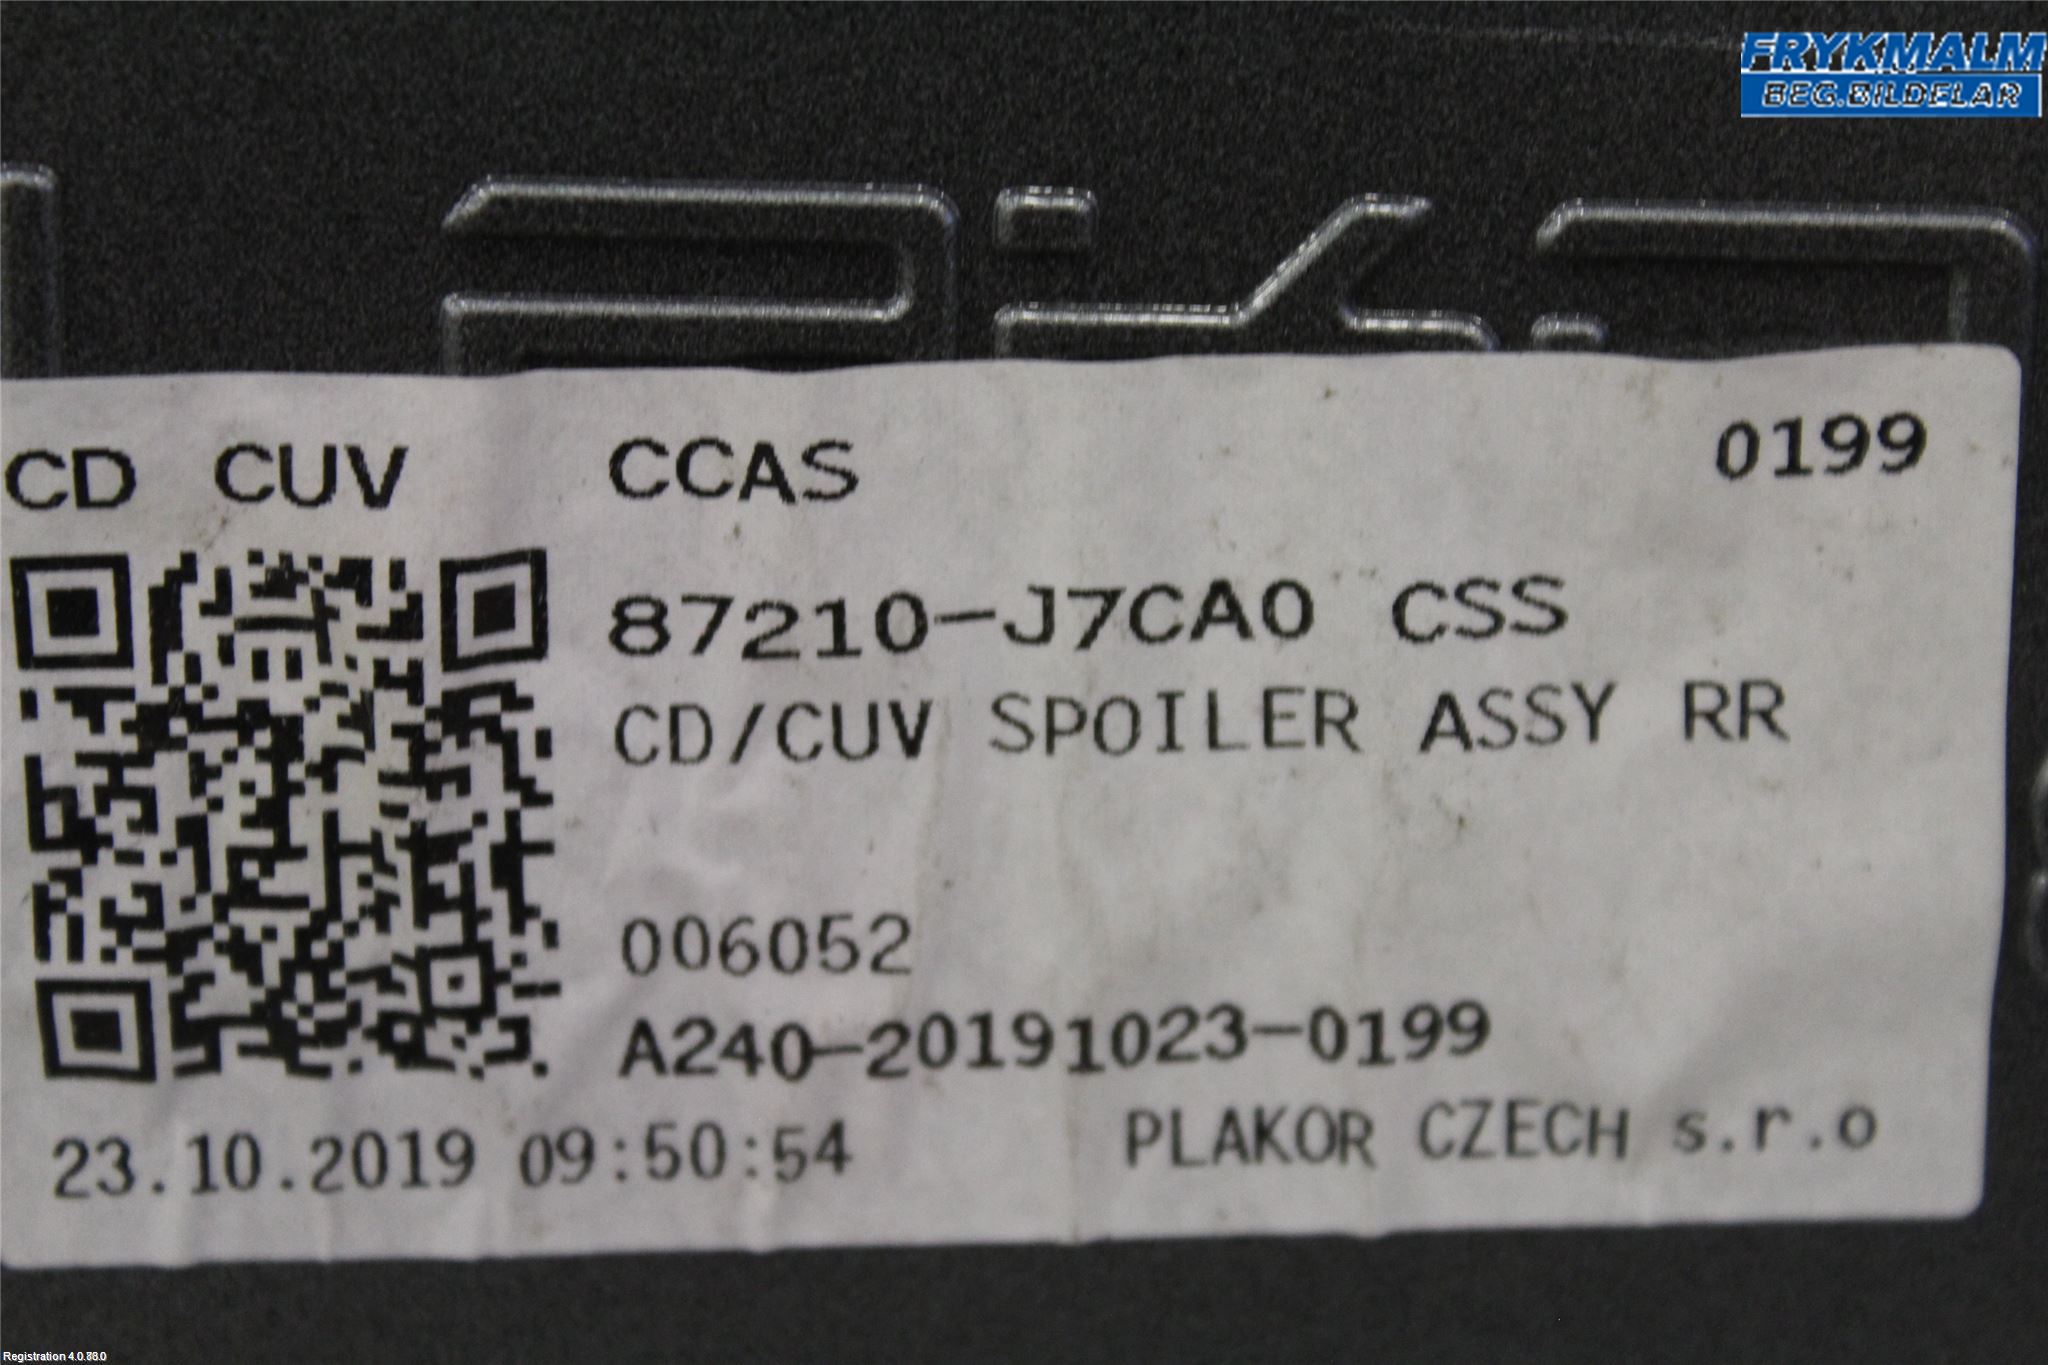 FRYKMALM
BEG.BILDELAR
CD CUV CCAS 0199
87210-J7CA0 CSS
CD/CUV SPOILER ASSY RR
006052
A240-20191023-0199
23.10.2019 09:50:54 PLAKOR CZECH s.r.o